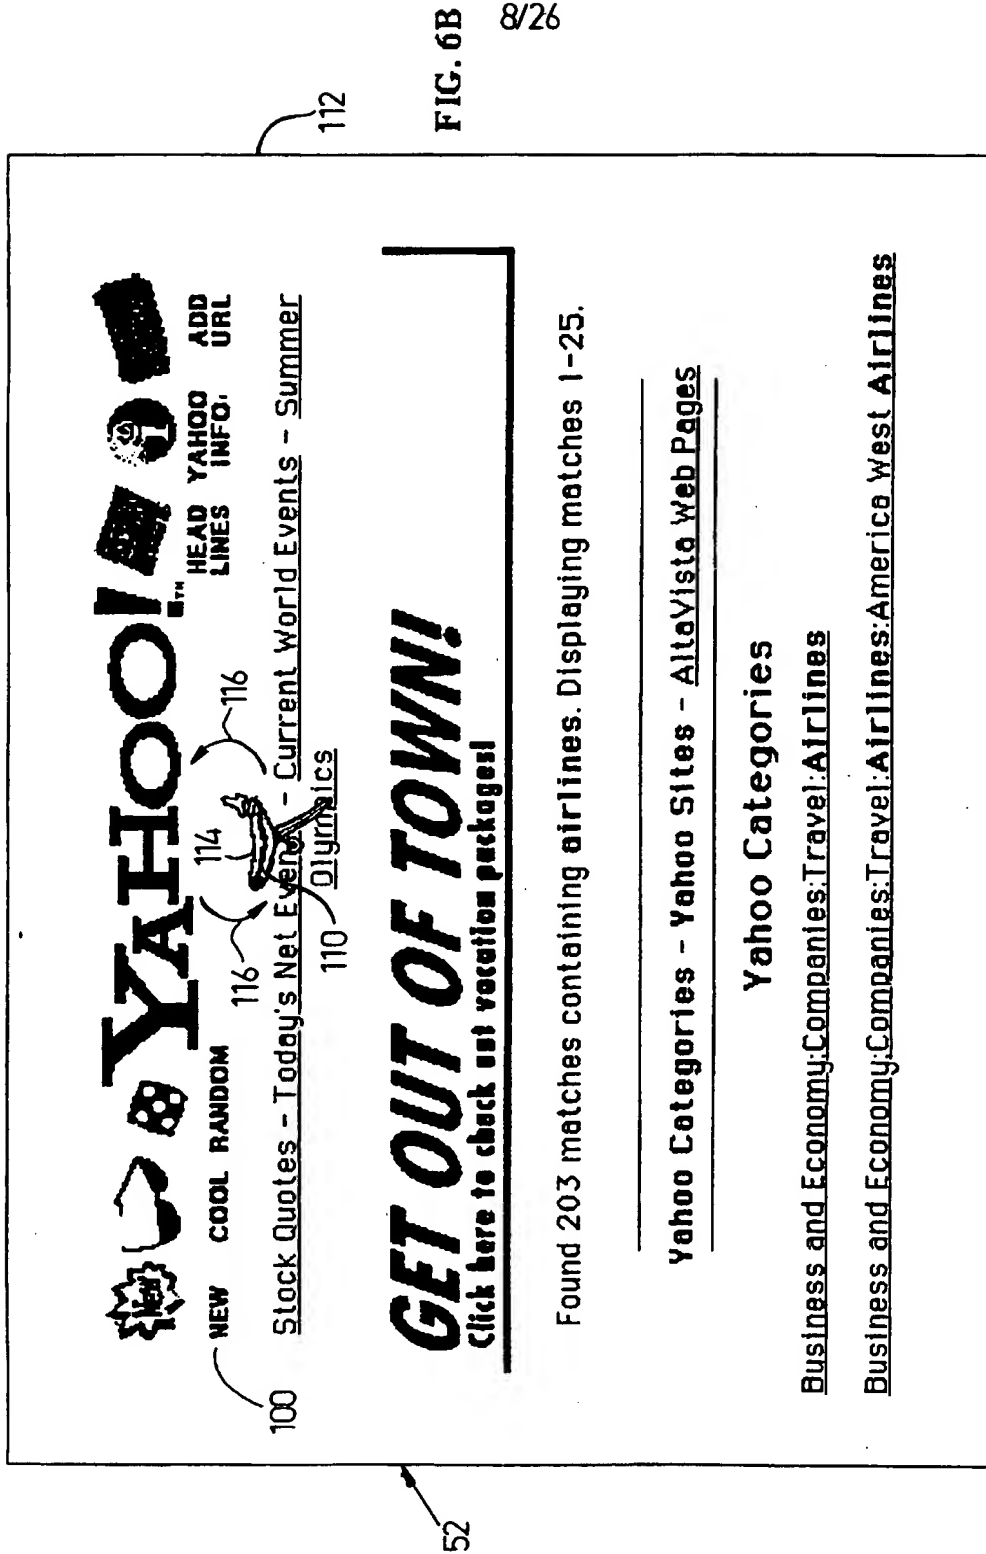 8/26
FIG. 6B
112
52
100
New
YAHOO!™
NEW COOL RANDOM
HEAD LINES
YAHOO INFO
ADD URL
116
114
116
Stock Quotes - Today's Net Events - Current World Events - Summer
Olympics
110
GET OUT OF TOWN!
Click here to check out vacation packages!
Found 203 matches containing airlines. Displaying matches 1-25.
Yahoo Categories - Yahoo Sites - AltaVista Web Pages
Yahoo Categories
Business and Economy:Companies:Travel:Airlines
Business and Economy:Companies:Travel:Airlines:America West Airlines